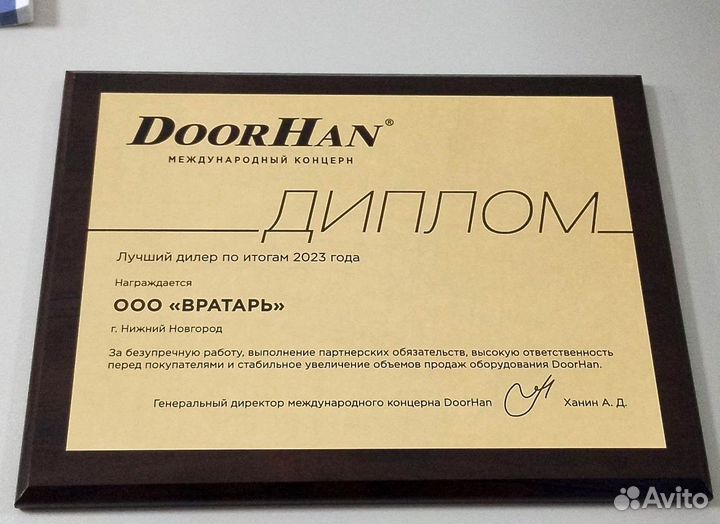 DOORHAN®
МЕЖДУНАРОДНЫЙ КОНЦЕРН
ДИПЛОМ
Лучший дилер по итогам 2023 года
Награждается
ООО «ВРАТАРЬ»
г. Нижний Новгород
За безупречную работу, выполнение партнерских обязательств, высокую ответственность
перед покупателями и стабильное увеличение объемов продаж оборудования DoorHan.
Генеральный директор международного концерна DoorHan Ханин А. Д.
Avito